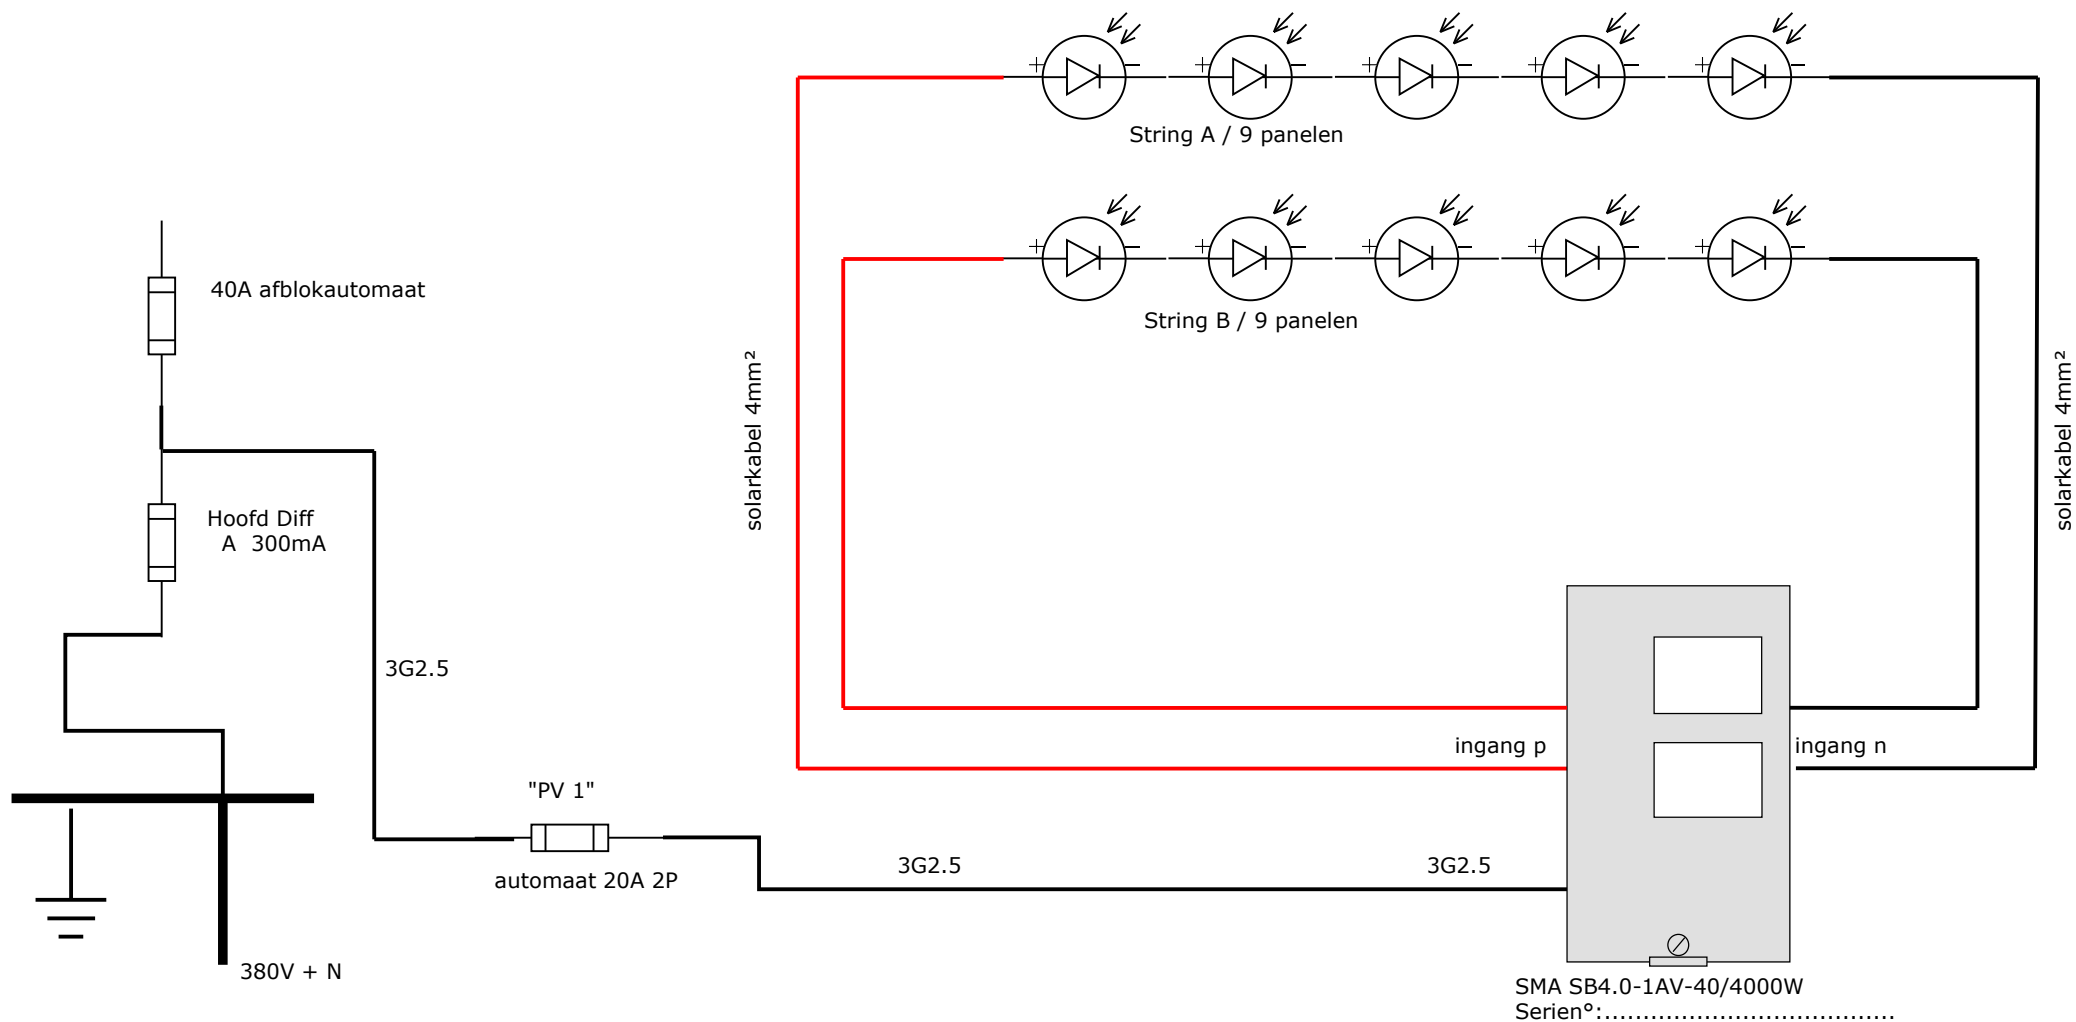 String A / 9 panelen
40A afblokautomaat
String B / 9 panelen
solarkabel 4mm²
solarkabel 4mm²
Hoofd Diff
A 300mA
3G2.5
ingang p
ingang n
"PV 1"
automaat 20A 2P
3G2.5
3G2.5
380V + N
SMA SB4.0-1AV-40/4000W
Serien°:.....................................